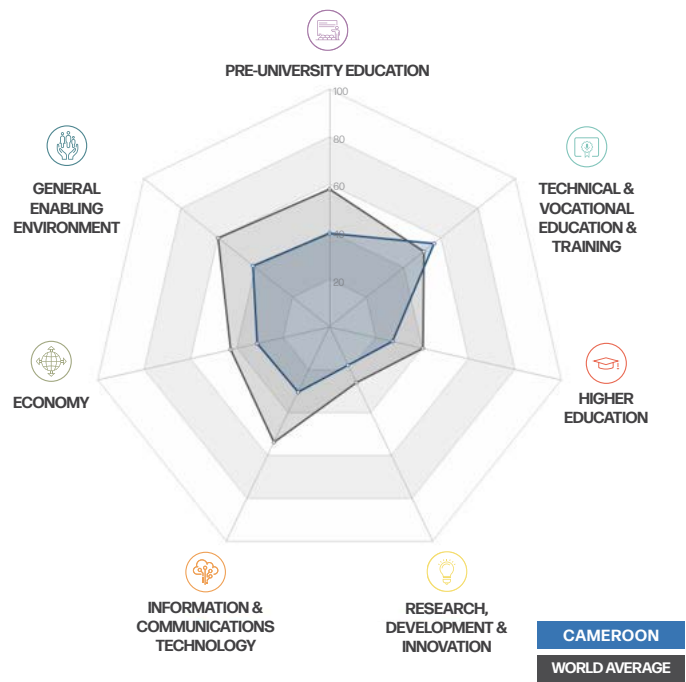 PRE-UNIVERSITY EDUCATION
100
80
60
40
20
GENERAL
ENABLING
ENVIRONMENT
TECHNICAL &
VOCATIONAL
EDUCATION &
TRAINING
ECONOMY
HIGHER
EDUCATION
INFORMATION &
COMMUNICATIONS
TECHNOLOGY
RESEARCH,
DEVELOPMENT &
INNOVATION
CAMEROON
WORLD AVERAGE